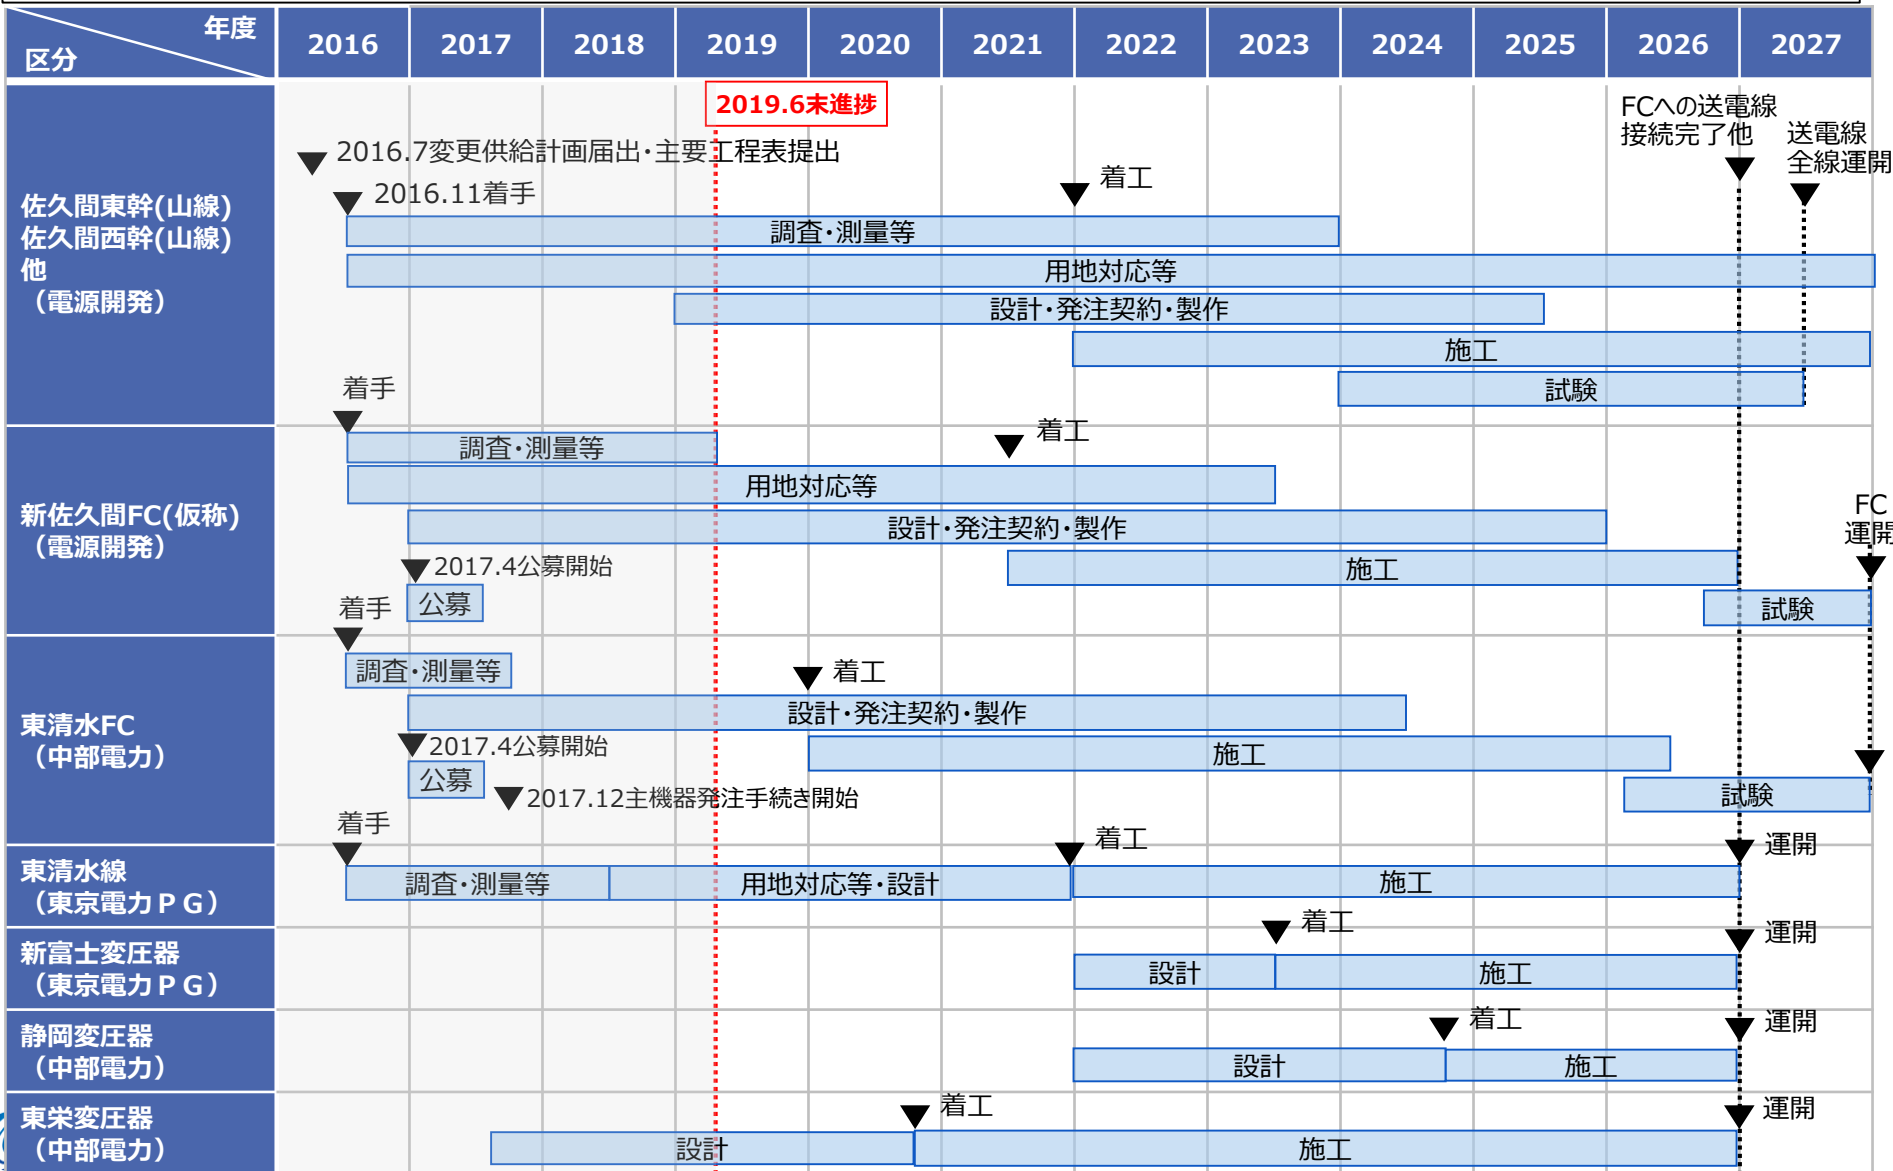 年度
区分
2016 2017 2018 2019 2020 2021 2022 2023 2024 2025 2026 2027
2019.6末進捗
佐久間東幹(山線)
佐久間西幹(山線)
他
（電源開発）
2016.7変更供給計画届出・主要工程表提出
2016.11着手
着工
FCへの送電線
接続完了他
送電線
全線運開
調査・測量等
用地対応等
設計・発注契約・製作
施工
試験
新佐久間FC(仮称)
（電源開発）
着手
調査・測量等
着工
用地対応等
設計・発注契約・製作
2017.4公募開始
施工
公募
試験
FC
運開
東清水FC
（中部電力）
着手
調査・測量等
着工
設計・発注契約・製作
2017.4公募開始
施工
公募
2017.12主機器発注手続き開始
試験
東清水線
（東京電力ＰＧ）
着手
着工
運開
調査・測量等 用地対応等・設計 施工
新富士変圧器
（東京電力ＰＧ）
着工
運開
設計 施工
静岡変圧器
（中部電力）
着工
運開
設計 施工
東栄変圧器
（中部電力）
着工
運開
設計 施工